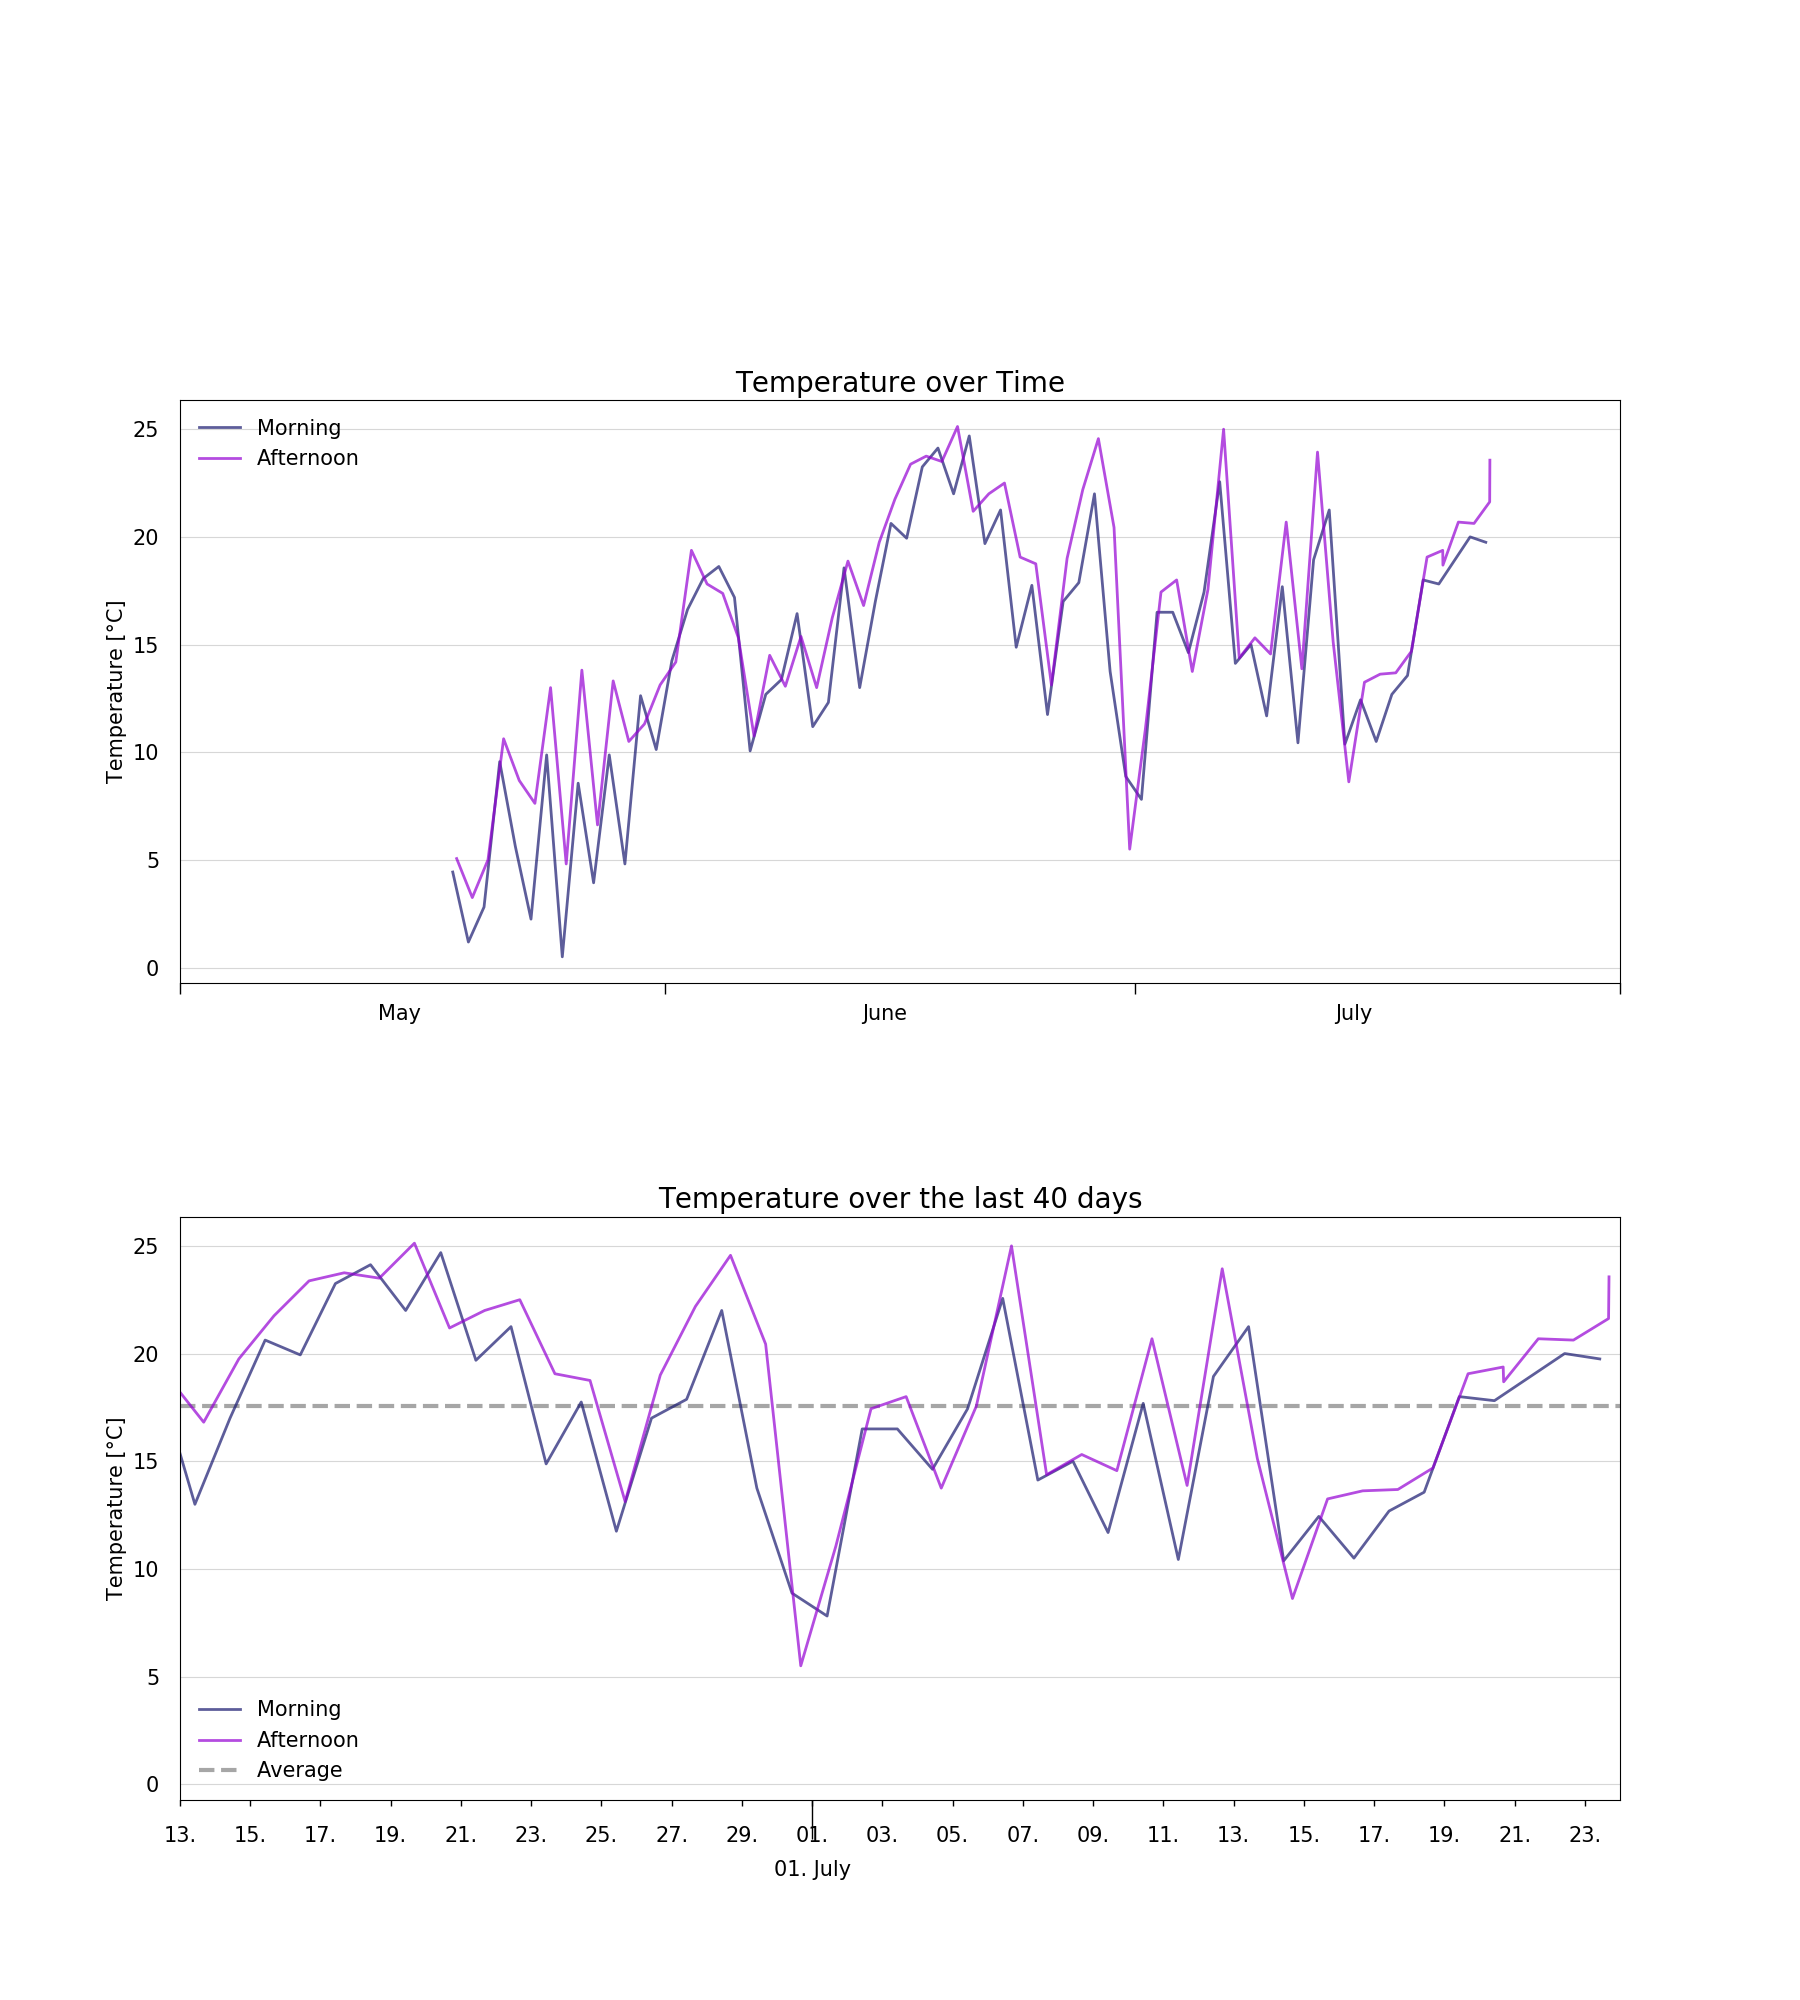 Temperature over Time
Temperature [°C]
25
20
15
10
5
0
Morning
Afternoon
May June July
Temperature over the last 40 days
Temperature [°C]
25
20
15
10
5
0
Morning
Afternoon
Average
13. 15. 17. 19. 21. 23. 25. 27. 29. 01. 03. 05. 07. 09. 11. 13. 15. 17. 19. 21. 23.
01. July